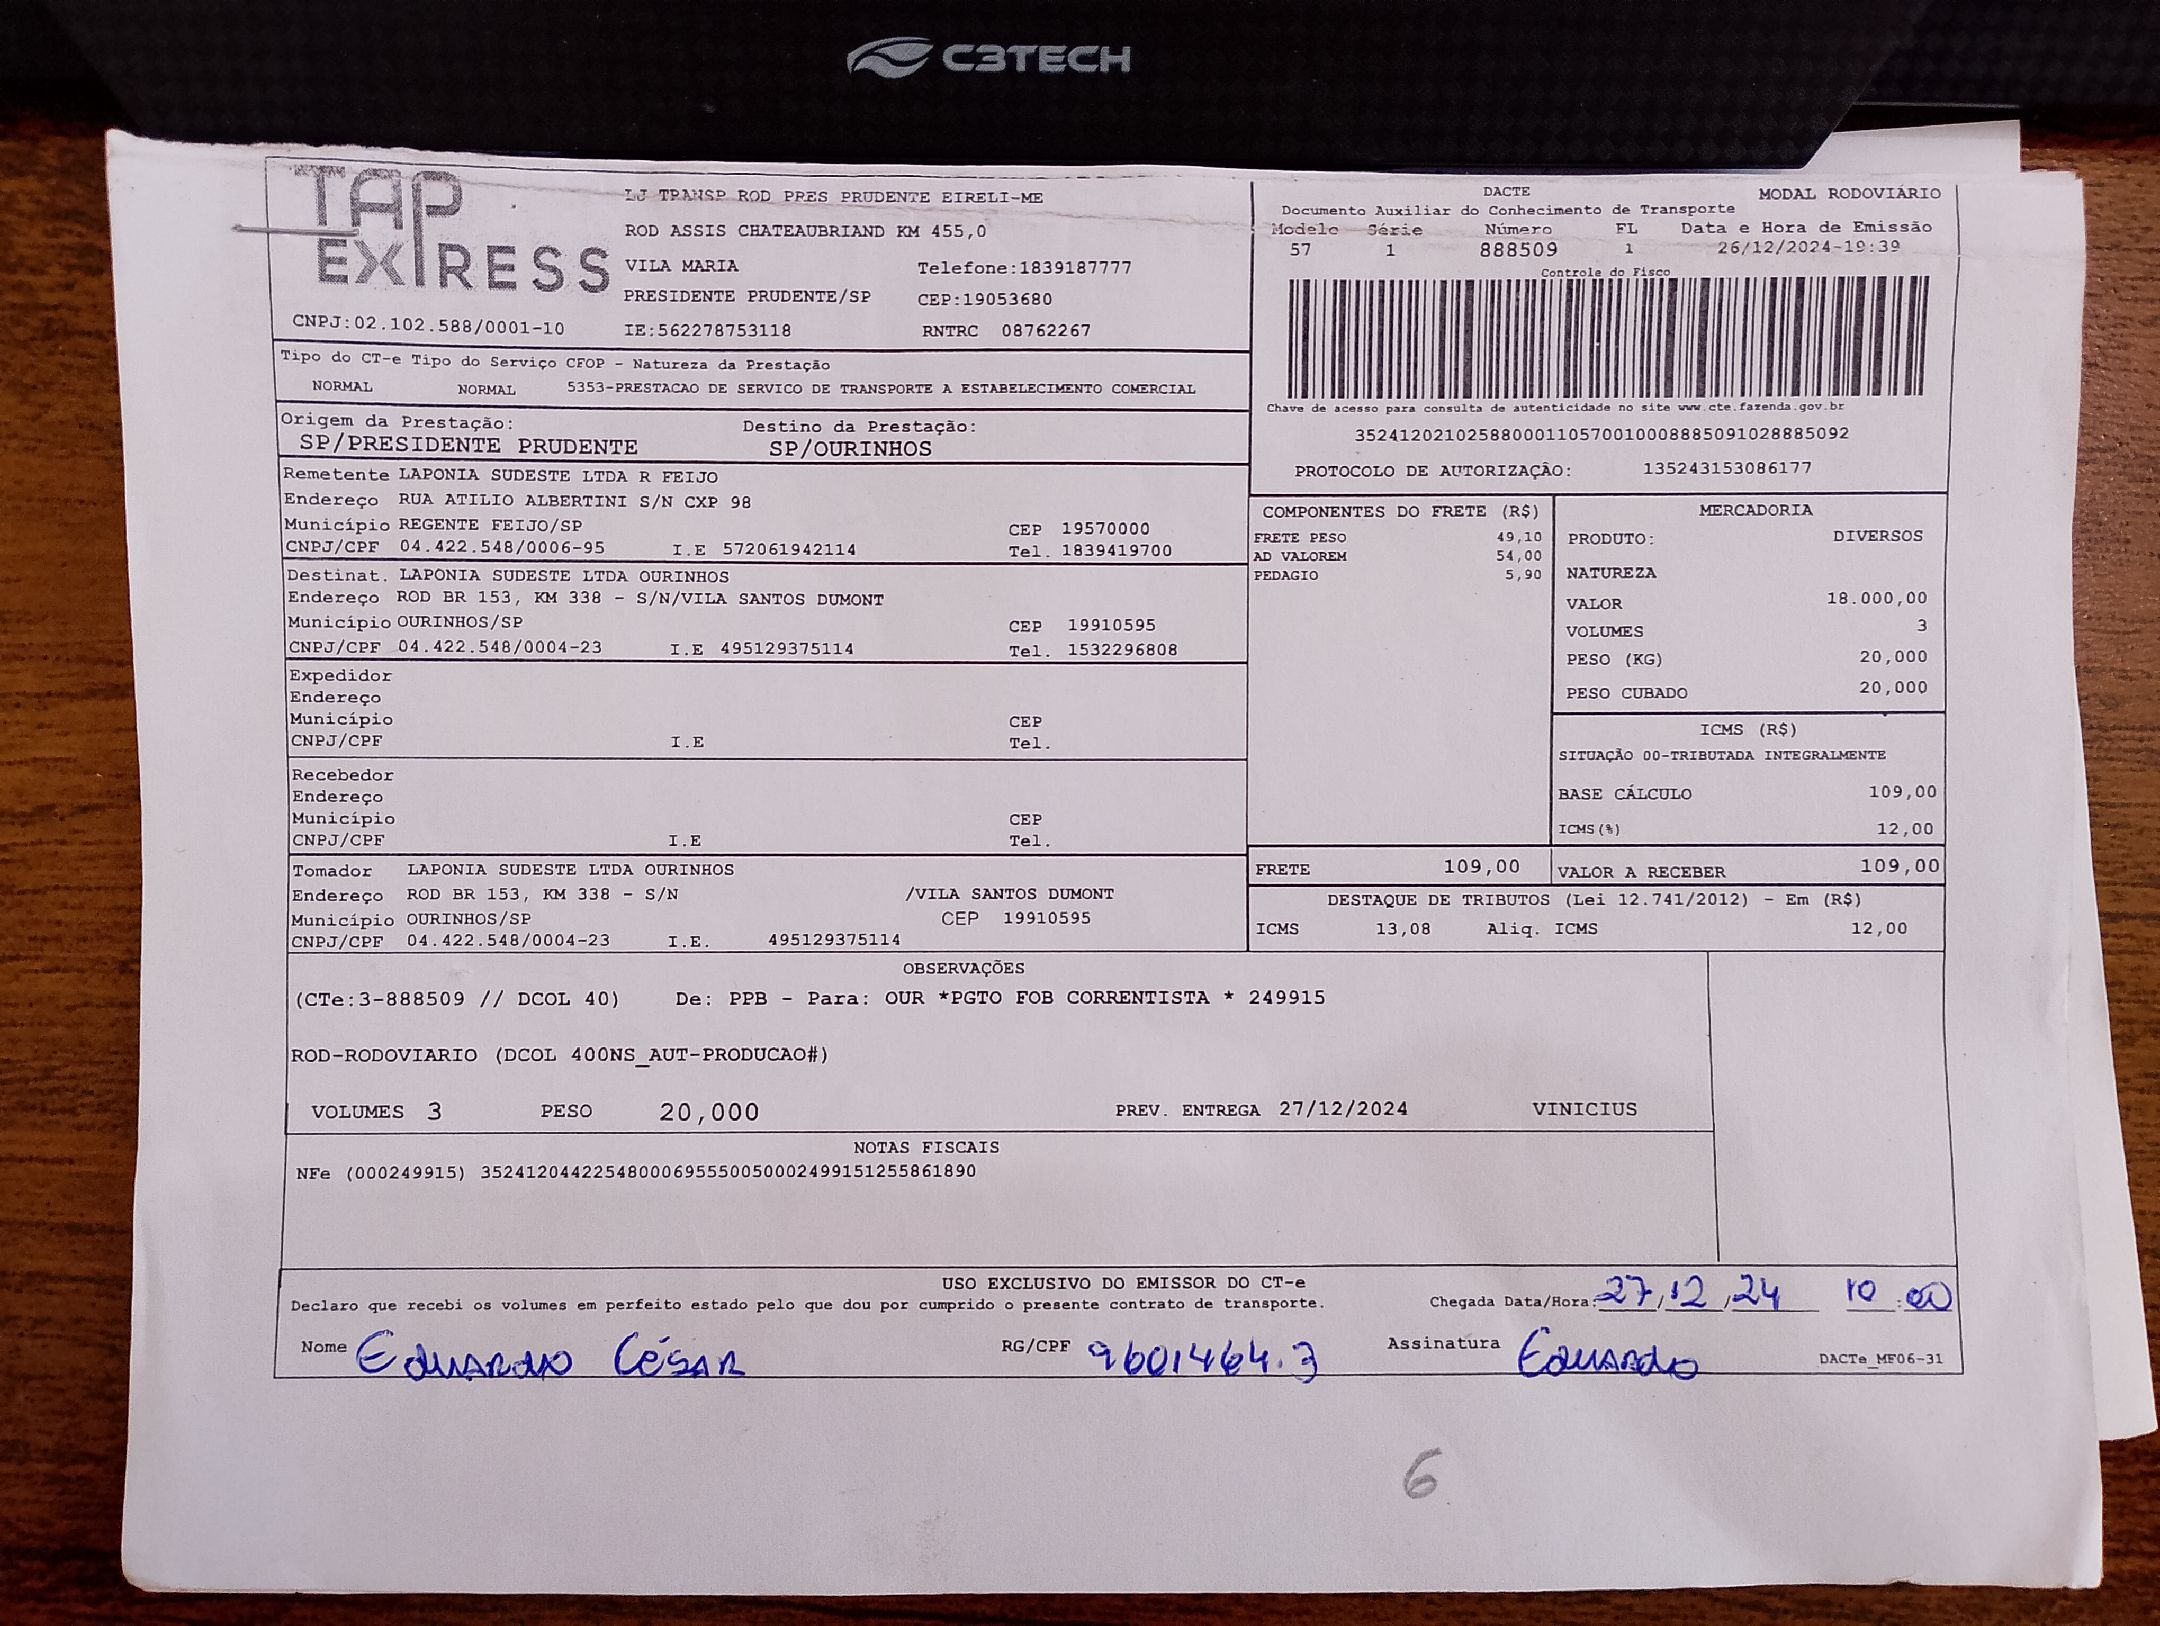 C3TECH
TAP EXPRESS
LJ TRANSP ROD PRES PRUDENTE EIRELI-ME
ROD ASSIS CHATEAUBRIAND KM 455,0
VILA MARIA Telefone:1839187777
PRESIDENTE PRUDENTE/SP CEP:19053680
CNPJ:02.102.588/0001-10 IE:562278753118 RNTRC 08762267
DACTE MODAL RODOVIÁRIO
Documento Auxiliar do Conhecimento de Transporte
Modelo Série Número FL Data e Hora de Emissão
57 1 888509 1 26/12/2024-19:39
Controle do Fisco
Chave de acesso para consulta de autenticidade no site www.cte.fazenda.gov.br
35241202102588000110570010008885091028885092
PROTOCOLO DE AUTORIZAÇÃO: 135243153086177
Tipo do CT-e Tipo do Serviço CFOP - Natureza da Prestação
NORMAL NORMAL 5353-PRESTACAO DE SERVICO DE TRANSPORTE A ESTABELECIMENTO COMERCIAL
Origem da Prestação: Destino da Prestação:
SP/PRESIDENTE PRUDENTE SP/OURINHOS
Remetente LAPONIA SUDESTE LTDA R FEIJO
Endereço RUA ATILIO ALBERTINI S/N CXP 98
Município REGENTE FEIJO/SP CEP 19570000
CNPJ/CPF 04.422.548/0006-95 I.E 572061942114 Tel. 1839419700
Destinat. LAPONIA SUDESTE LTDA OURINHOS
Endereço ROD BR 153, KM 338 - S/N/VILA SANTOS DUMONT
Município OURINHOS/SP CEP 19910595
CNPJ/CPF 04.422.548/0004-23 I.E 495129375114 Tel. 1532296808
Expedidor
Endereço
Município CEP
CNPJ/CPF I.E Tel.
Recebedor
Endereço
Município CEP
CNPJ/CPF I.E Tel.
Tomador LAPONIA SUDESTE LTDA OURINHOS
Endereço ROD BR 153, KM 338 - S/N /VILA SANTOS DUMONT
Município OURINHOS/SP CEP 19910595
CNPJ/CPF 04.422.548/0004-23 I.E. 495129375114
COMPONENTES DO FRETE (R$)
FRETE PESO 49,10
AD VALOREM 54,00
PEDAGIO 5,90
MERCADORIA
PRODUTO: DIVERSOS
NATUREZA
VALOR 18.000,00
VOLUMES 3
PESO (KG) 20,000
PESO CUBADO 20,000
ICMS (R$)
SITUAÇÃO 00-TRIBUTADA INTEGRALMENTE
BASE CÁLCULO 109,00
ICMS(%) 12,00
FRETE 109,00 VALOR A RECEBER 109,00
DESTAQUE DE TRIBUTOS (Lei 12.741/2012) - Em (R$)
ICMS 13,08 Aliq. ICMS 12,00
OBSERVAÇÕES
(CTe:3-888509 // DCOL 40) De: PPB - Para: OUR *PGTO FOB CORRENTISTA * 249915
ROD-RODOVIARIO (DCOL 400NS_AUT-PRODUCAO#)
VOLUMES 3 PESO 20,000 PREV. ENTREGA 27/12/2024 VINICIUS
NOTAS FISCAIS
NFe (000249915) 35241204422548000695550050002499151255861890
USO EXCLUSIVO DO EMISSOR DO CT-e
Declaro que recebi os volumes em perfeito estado pelo que dou por cumprido o presente contrato de transporte. Chegada Data/Hora: 27/12/24 10:00
Nome Eduardo César RG/CPF 9601464.3 Assinatura Eduardo DACTe_MF06-31
6